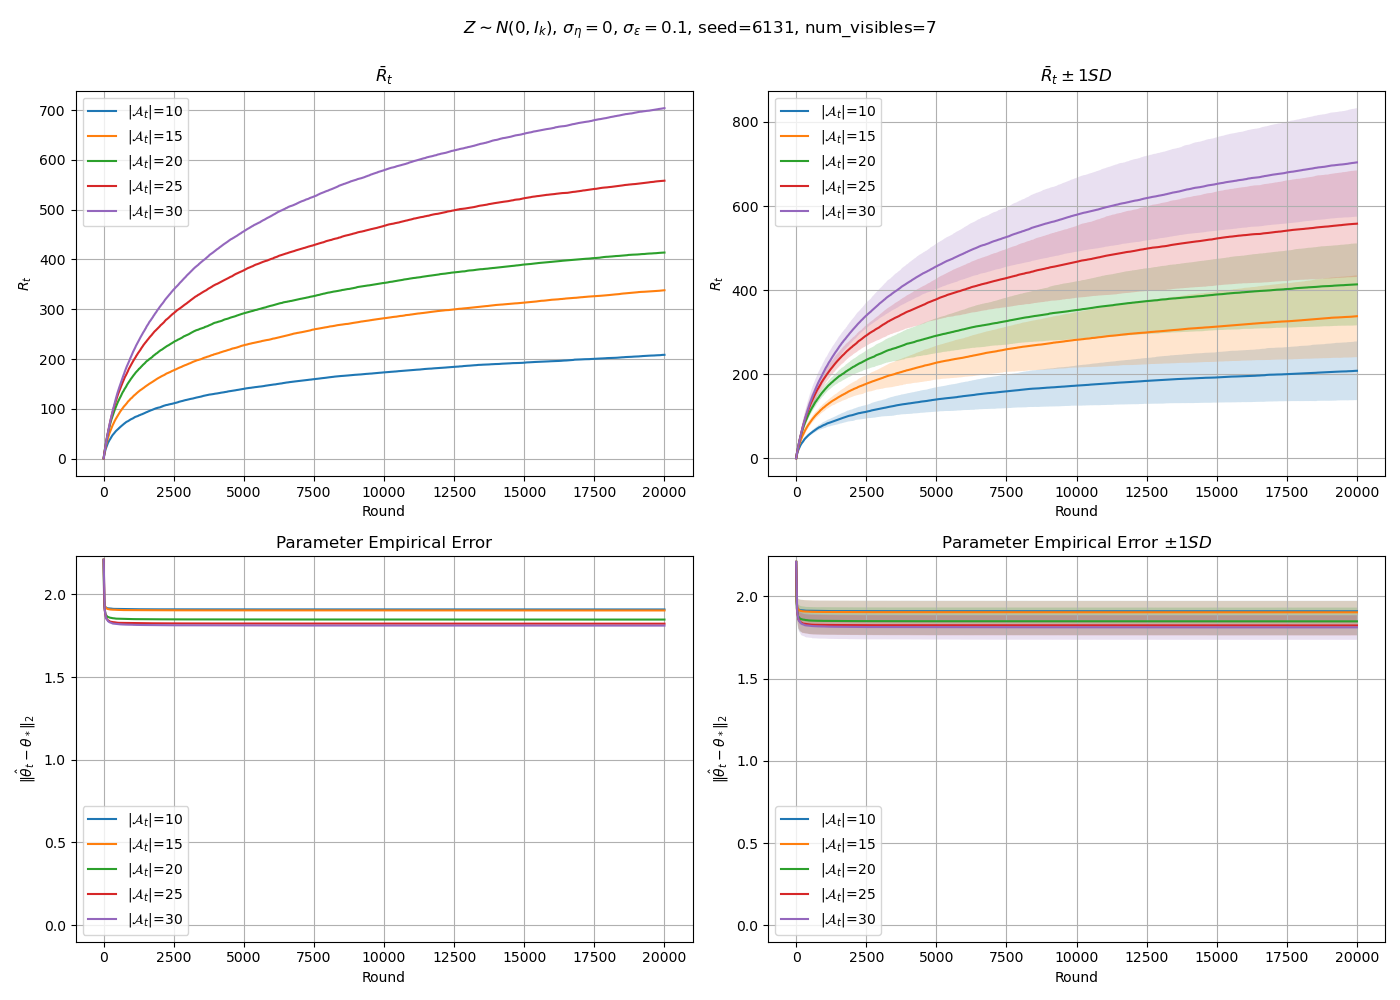 Z ∼ N(0, I_k), σ_η = 0, σ_ε = 0.1, seed=6131, num_visibles=7
R̄_t
R_t
700
600
500
400
300
200
100
0
|𝒜_t|=10
|𝒜_t|=15
|𝒜_t|=20
|𝒜_t|=25
|𝒜_t|=30
0 2500 5000 7500 10000 12500 15000 17500 20000
Round
R̄_t ± 1SD
R_t
800
600
400
200
0
|𝒜_t|=10
|𝒜_t|=15
|𝒜_t|=20
|𝒜_t|=25
|𝒜_t|=30
0 2500 5000 7500 10000 12500 15000 17500 20000
Round
Parameter Empirical Error
‖θ̂_t − θ_*‖_2
2.0
1.5
1.0
0.5
0.0
|𝒜_t|=10
|𝒜_t|=15
|𝒜_t|=20
|𝒜_t|=25
|𝒜_t|=30
0 2500 5000 7500 10000 12500 15000 17500 20000
Round
Parameter Empirical Error ±1SD
‖θ̂_t − θ_*‖_2
2.0
1.5
1.0
0.5
0.0
|𝒜_t|=10
|𝒜_t|=15
|𝒜_t|=20
|𝒜_t|=25
|𝒜_t|=30
0 2500 5000 7500 10000 12500 15000 17500 20000
Round